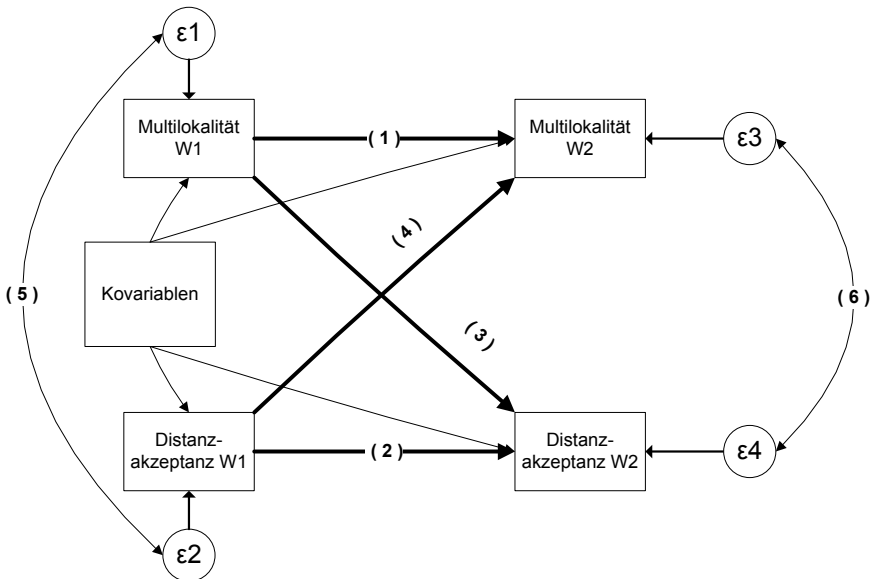 ε1
Multilokalität
W1
( 1 )
Multilokalität
W2
ε3
( 4 )
Kovariablen
( 5 )
( 6 )
( 3 )
Distanz-
akzeptanz W1
( 2 )
Distanz-
akzeptanz W2
ε4
ε2